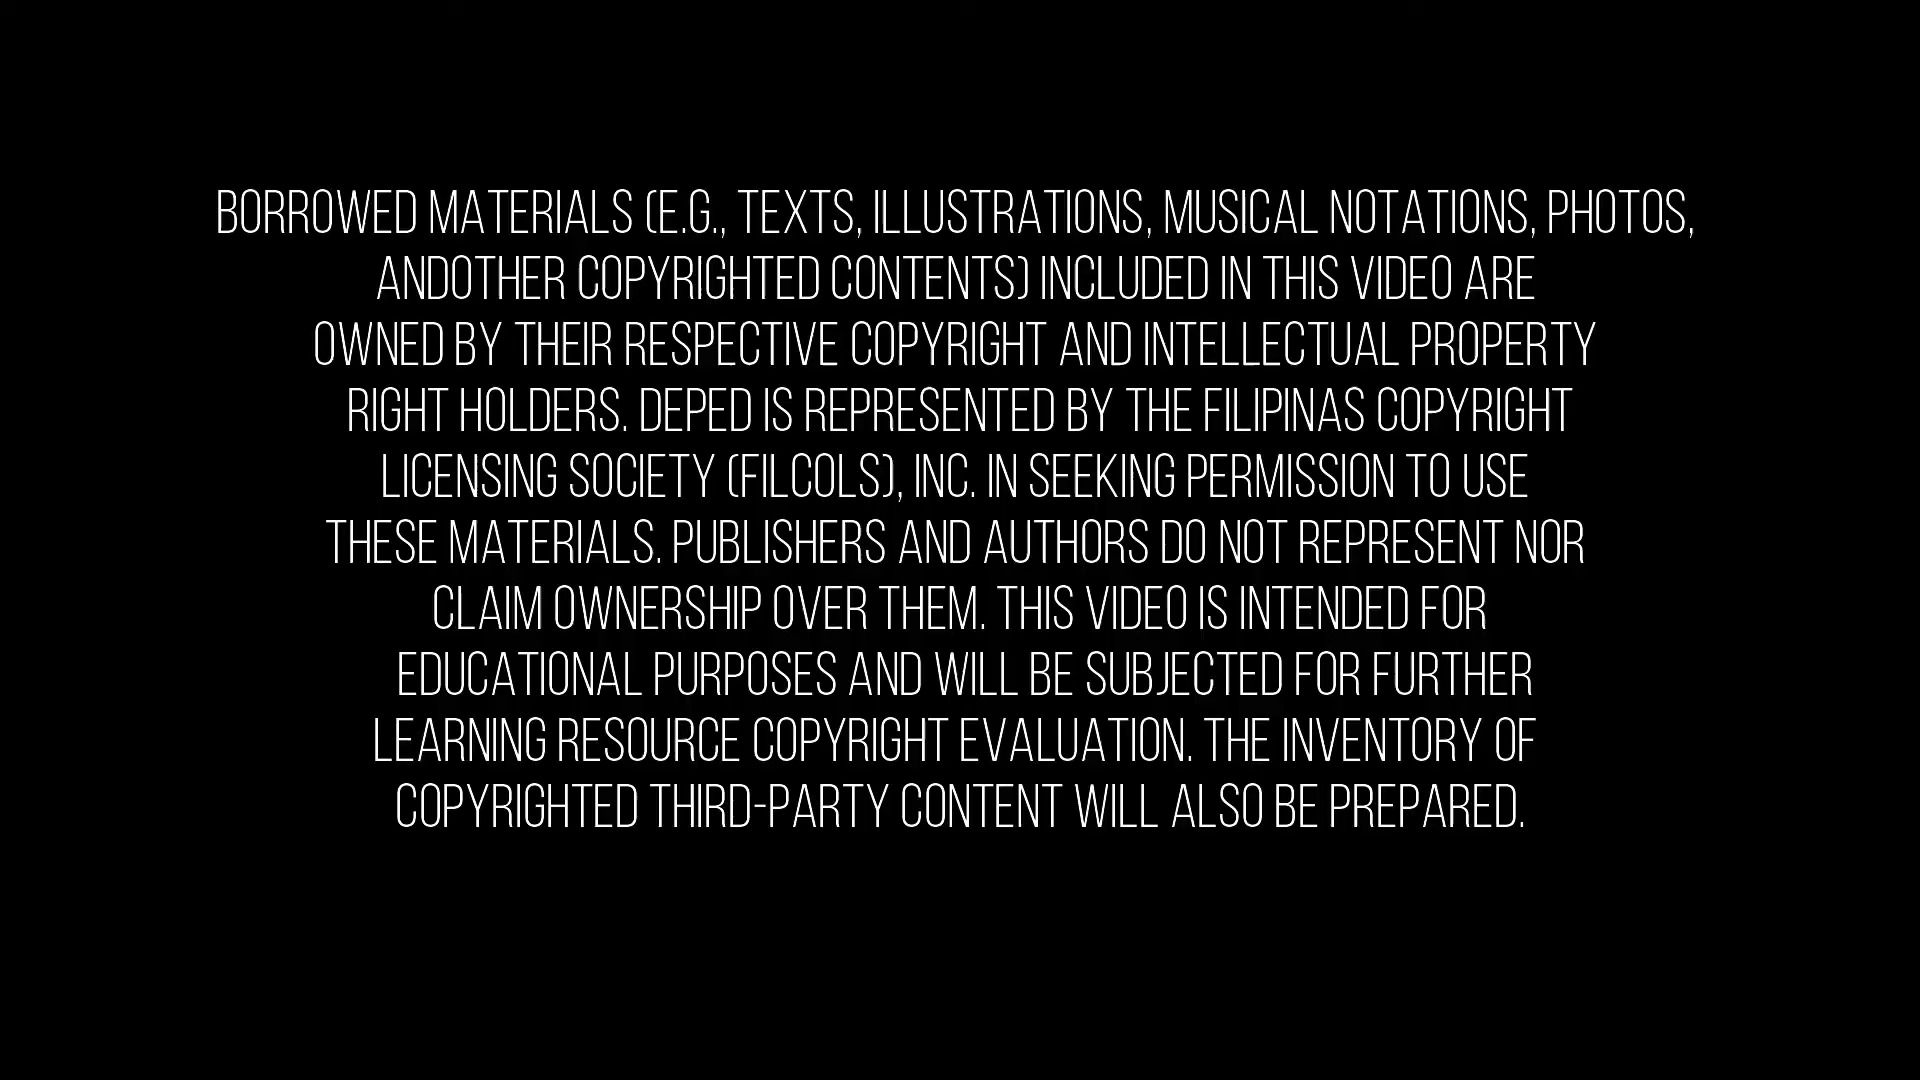 BORROWED MATERIALS (E.G., TEXTS, ILLUSTRATIONS, MUSICAL NOTATIONS, PHOTOS,
ANDOTHER COPYRIGHTED CONTENTS) INCLUDED IN THIS VIDEO ARE
OWNED BY THEIR RESPECTIVE COPYRIGHT AND INTELLECTUAL PROPERTY
RIGHT HOLDERS. DEPED IS REPRESENTED BY THE FILIPINAS COPYRIGHT
LICENSING SOCIETY (FILCOLS), INC. IN SEEKING PERMISSION TO USE
THESE MATERIALS. PUBLISHERS AND AUTHORS DO NOT REPRESENT NOR
CLAIM OWNERSHIP OVER THEM. THIS VIDEO IS INTENDED FOR
EDUCATIONAL PURPOSES AND WILL BE SUBJECTED FOR FURTHER
LEARNING RESOURCE COPYRIGHT EVALUATION. THE INVENTORY OF
COPYRIGHTED THIRD-PARTY CONTENT WILL ALSO BE PREPARED.